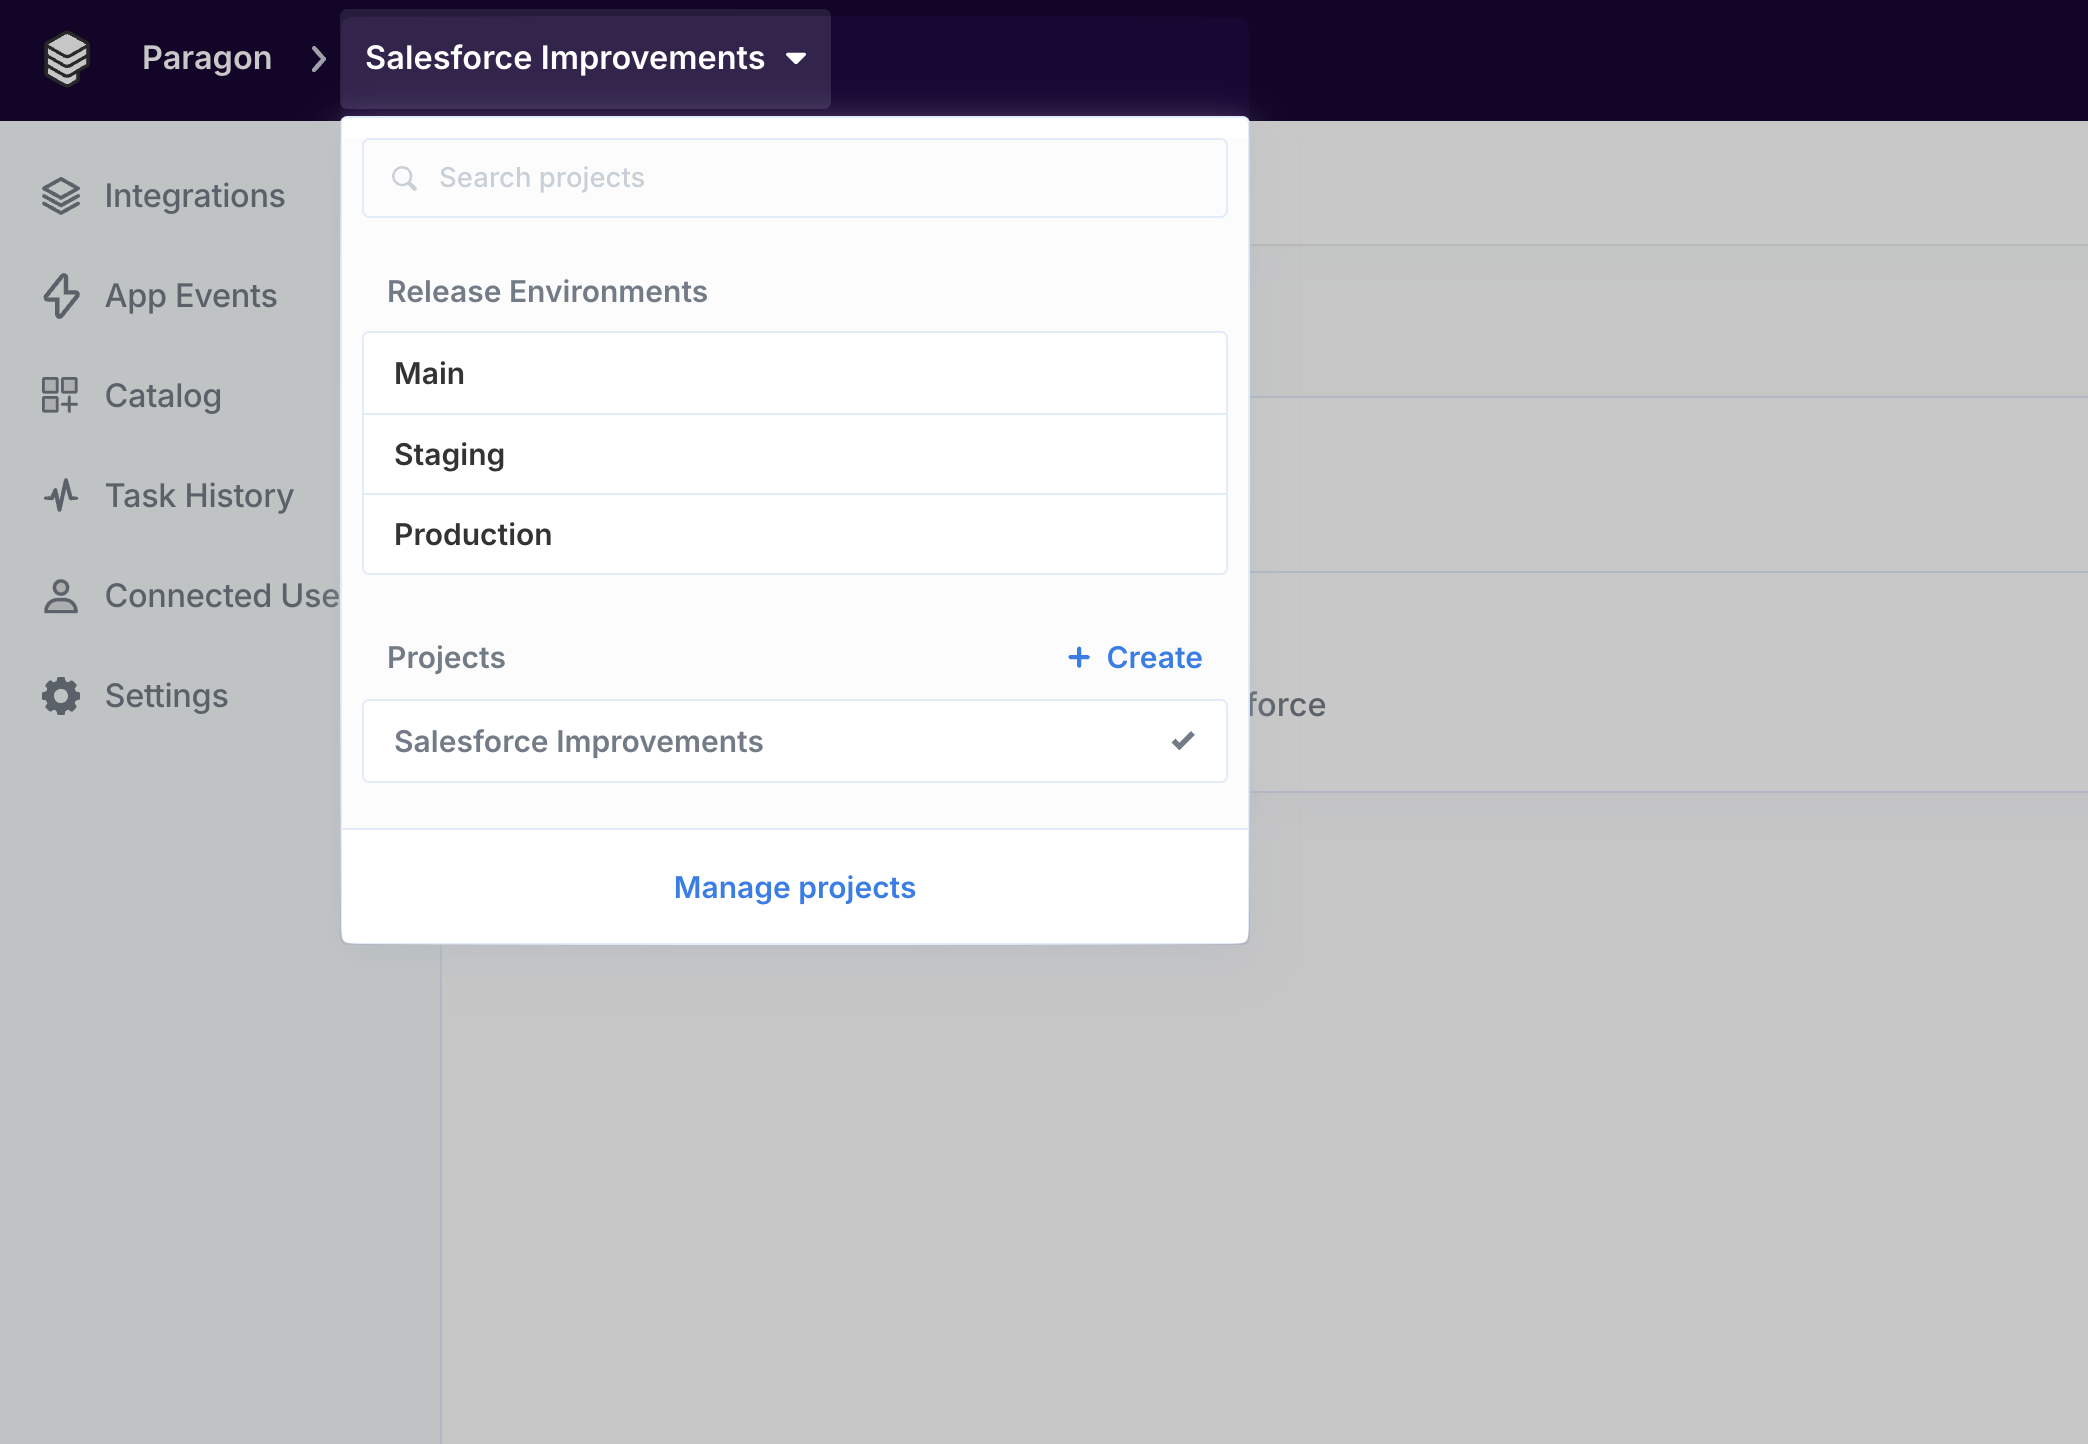 Paragon
Salesforce Improvements
Search projects
Integrations
Release Environments
App Events
Main
Catalog
Staging
Task History
Production
Connected Use
Projects
Create
Settings
Salesforce Improvements
force
Manage projects